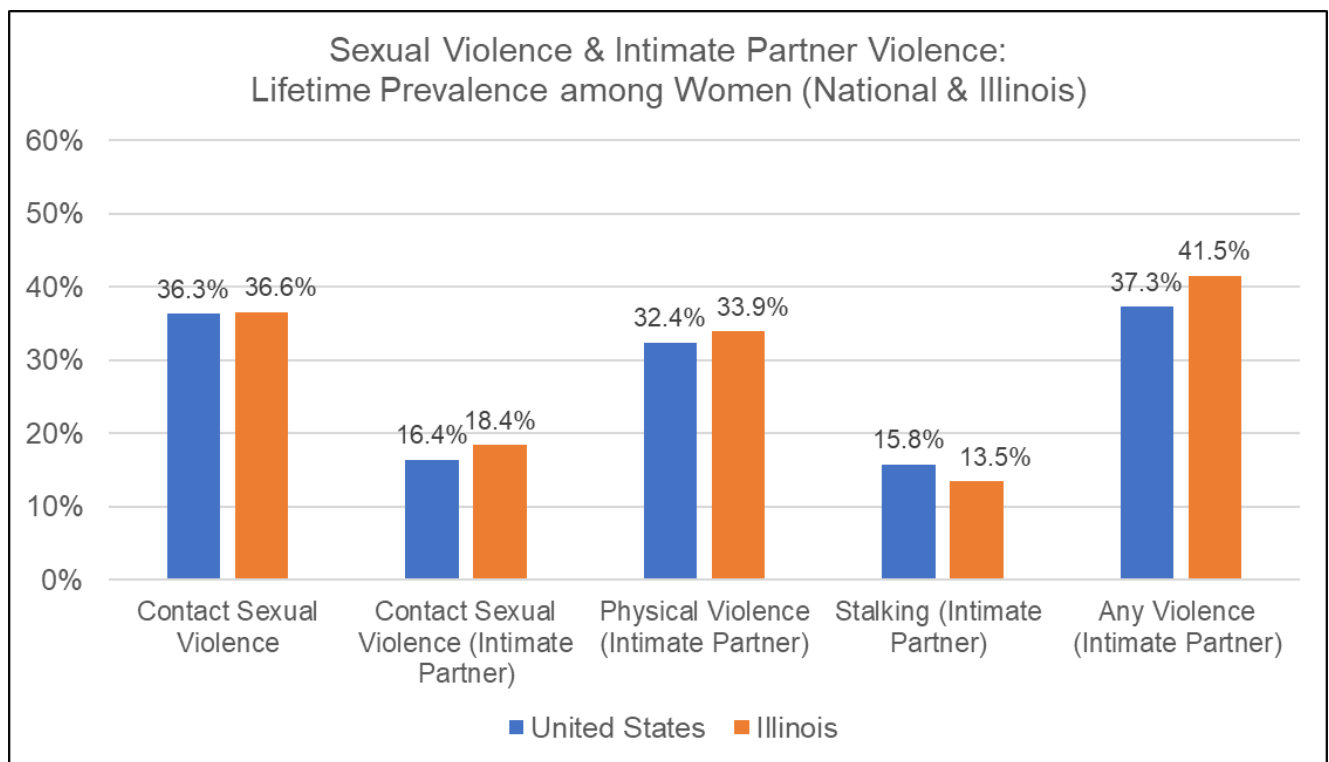 Sexual Violence & Intimate Partner Violence:
Lifetime Prevalence among Women (National & Illinois)
60%
50%
40%
30%
20%
10%
0%
36.3%
36.6%
16.4%
18.4%
32.4%
33.9%
15.8%
13.5%
37.3%
41.5%
Contact Sexual
Violence
Contact Sexual
Violence (Intimate
Partner)
Physical Violence
(Intimate Partner)
Stalking (Intimate
Partner)
Any Violence
(Intimate Partner)
United States
Illinois